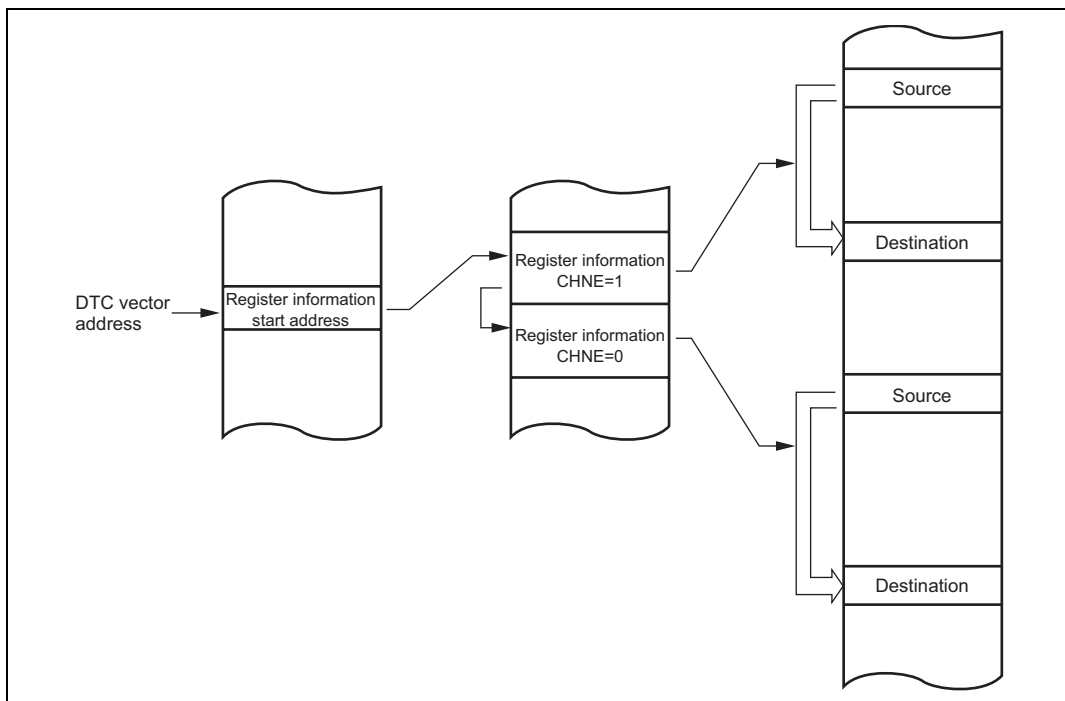 DTC vector
address
Register information
start address
Register information
CHNE=1
Register information
CHNE=0
Source
Destination
Source
Destination